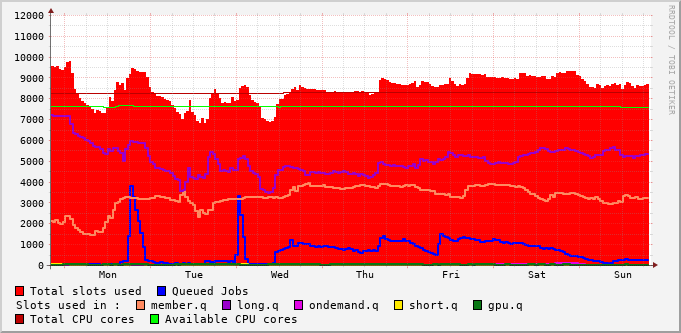 12000
11000
10000
9000
8000
7000
6000
5000
4000
3000
2000
1000
0
Mon Tue Wed Thu Fri Sat Sun
RRDTOOL / TOBI OETIKER
Total slots used Queued Jobs
Slots used in : member.q long.q ondemand.q short.q gpu.q
Total CPU cores Available CPU cores